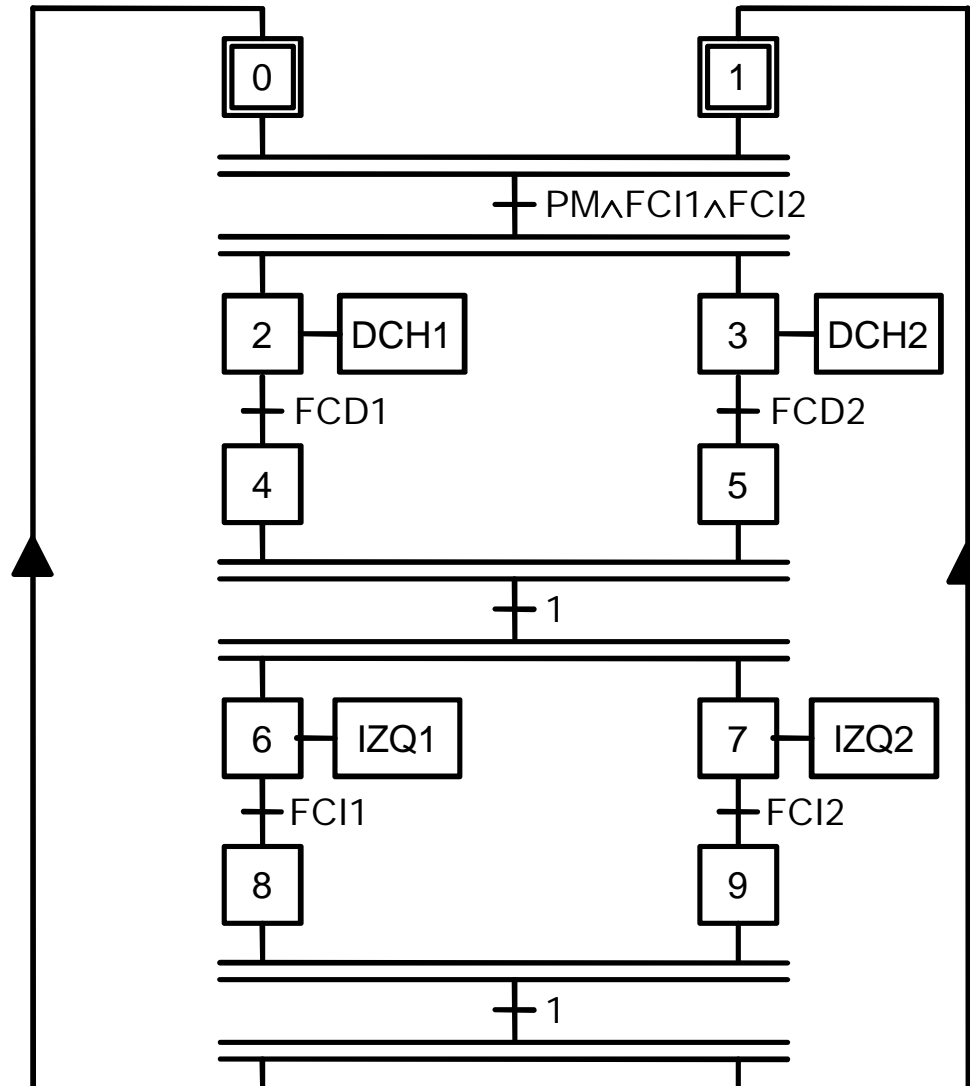 0 1
PM∧FCI1∧FCI2
2 DCH1 3 DCH2
FCD1 FCD2
4 5
1
6 IZQ1 7 IZQ2
FCI1 FCI2
8 9
1